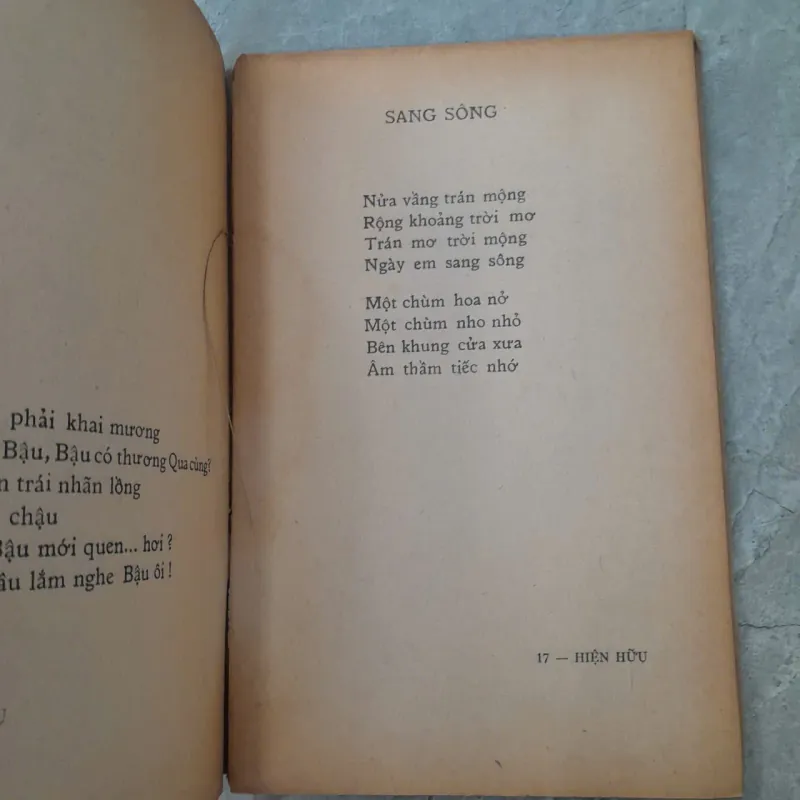 phải khai mương
Bậu, Bậu có thương Qua cùng?
trái nhãn lồng
chậu
Bậu mới quen... hơi ?
lắm nghe Bậu ôi !
SANG SÔNG
Nửa vầng trán mộng
Rộng khoảng trời mơ
Trán mơ trời mộng
Ngày em sang sông
Một chùm hoa nở
Một chùm nho nhỏ
Bên khung cửa xưa
Âm thầm tiếc nhớ
17 — HIỆN HỮU